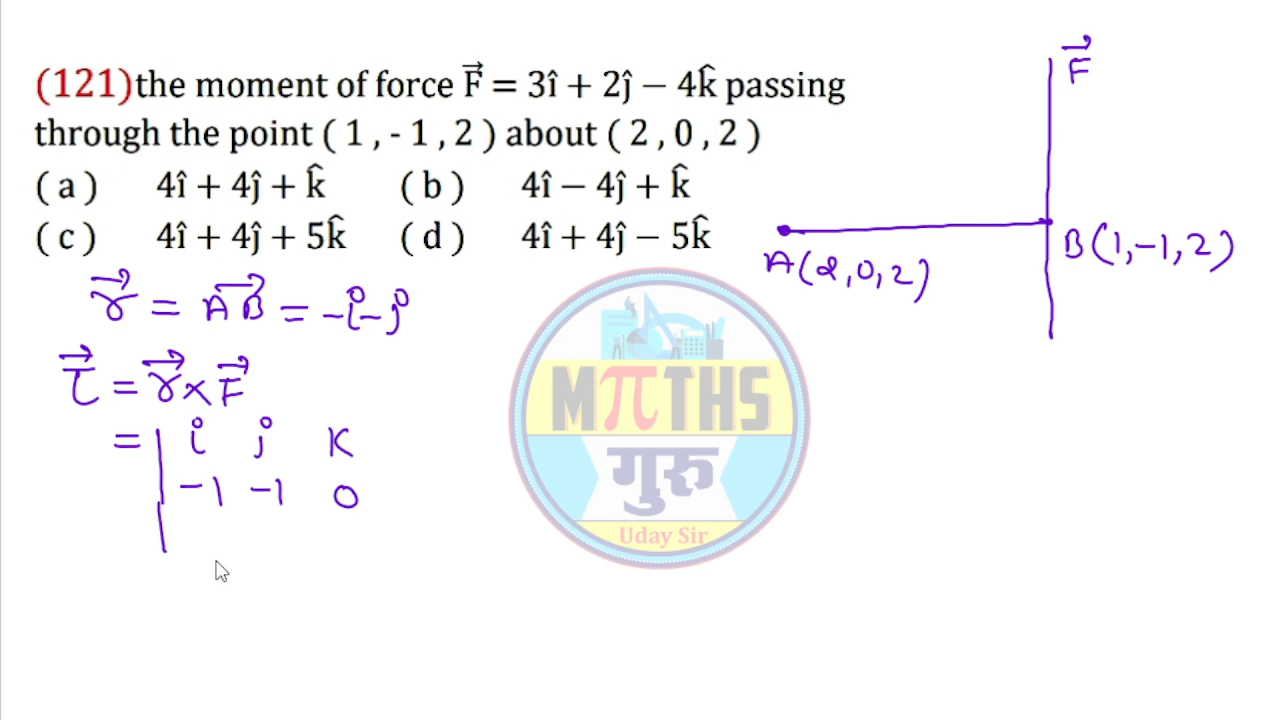 (121)the moment of force F⃗ = 3î + 2ĵ − 4k̂ passing
through the point ( 1 , - 1 , 2 ) about ( 2 , 0 , 2 )
( a ) 4î + 4ĵ + k̂ ( b ) 4î − 4ĵ + k̂
( c ) 4î + 4ĵ + 5k̂ ( d ) 4î + 4ĵ − 5k̂
r⃗ = A⃗B = -i-j
τ⃗ = r⃗ × F⃗
= | i j k
-1 -1 0
F⃗
A(2,0,2)
B(1,-1,2)
MπTHS
गुरु
Uday Sir